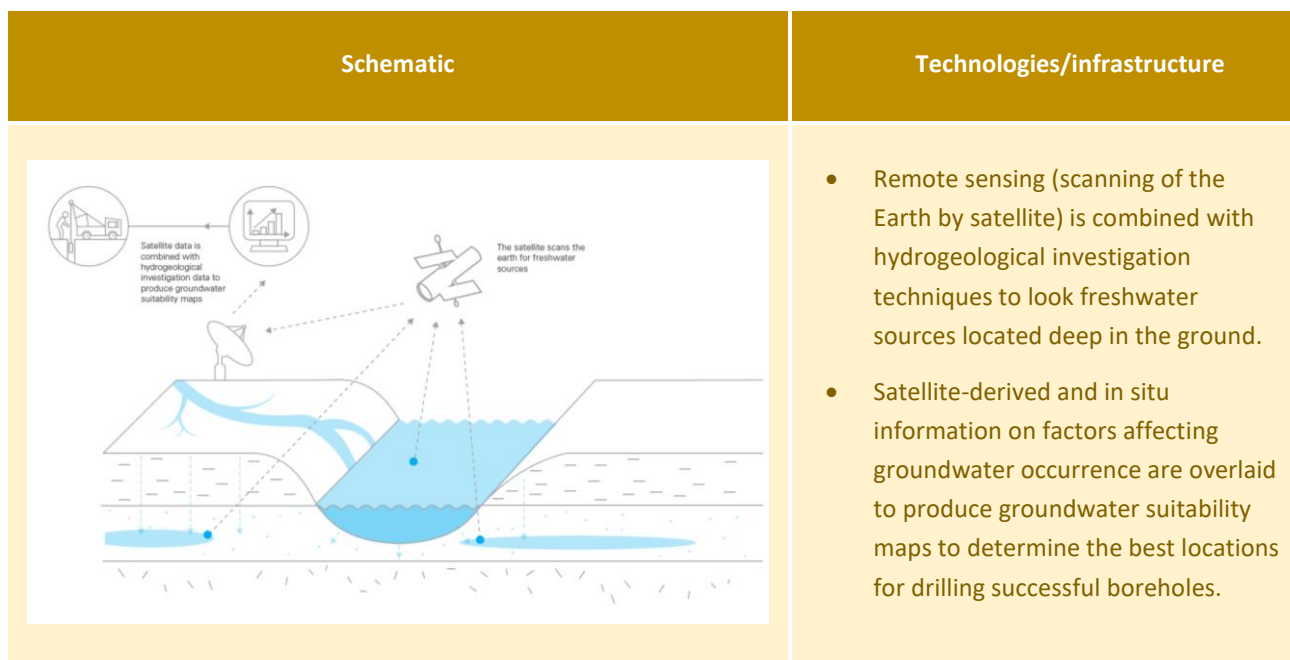 Schematic
Technologies/infrastructure
Satellite data is
combined with
hydrogeological
investigation data to
produce groundwater
suitability maps
The satellite scans the
earth for freshwater
sources
• Remote sensing (scanning of the
Earth by satellite) is combined with
hydrogeological investigation
techniques to look freshwater
sources located deep in the ground.
• Satellite-derived and in situ
information on factors affecting
groundwater occurrence are overlaid
to produce groundwater suitability
maps to determine the best locations
for drilling successful boreholes.